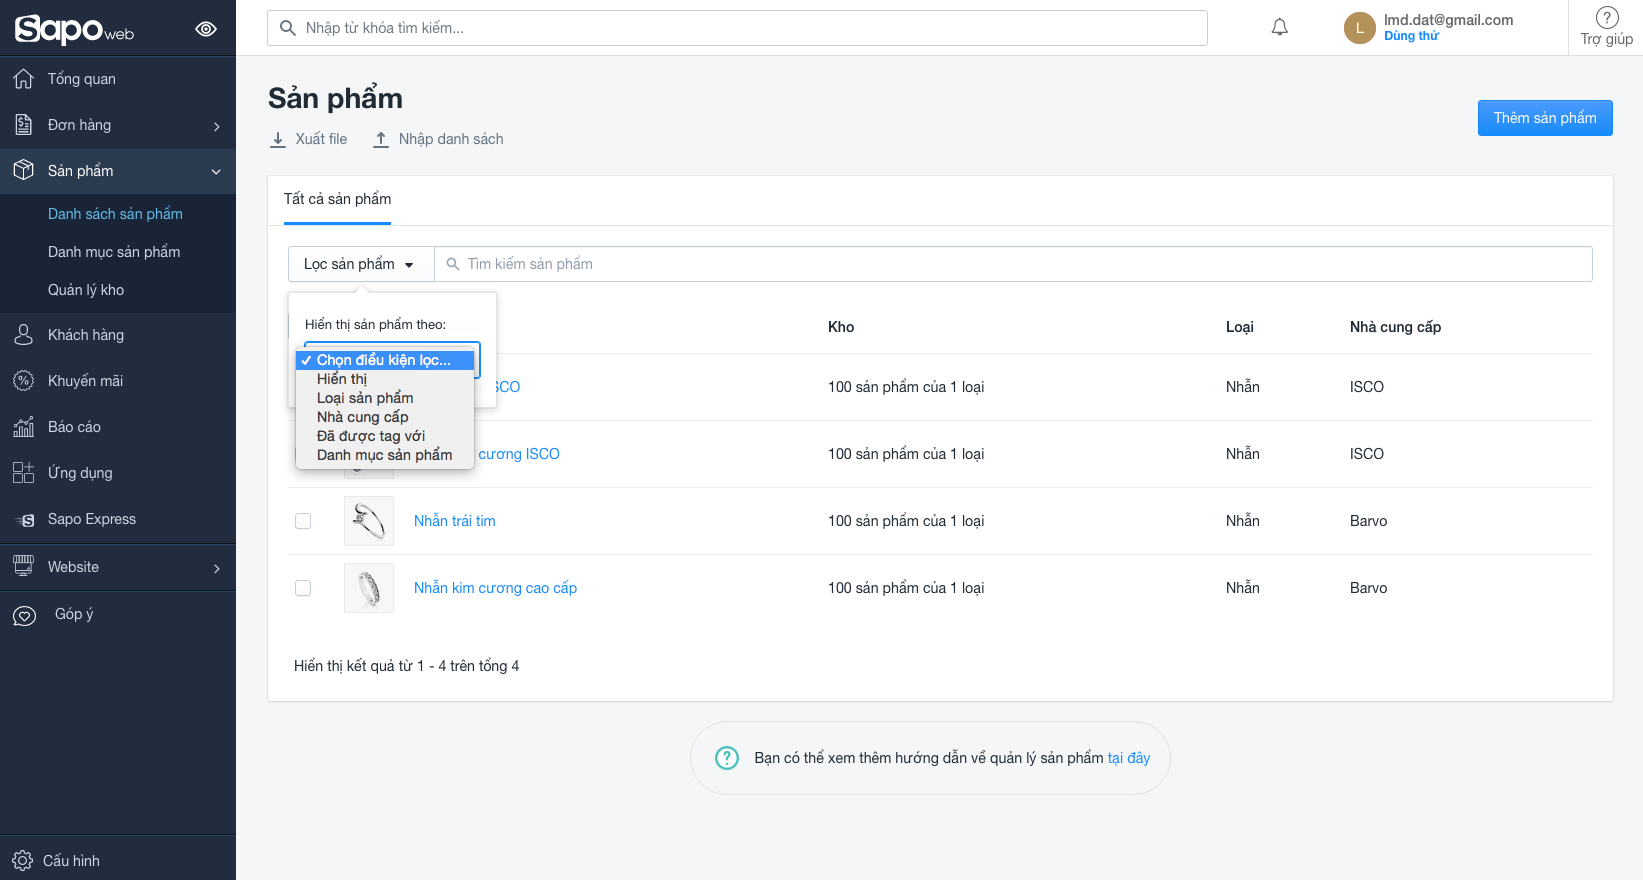 Sapo web
Nhập từ khóa tìm kiếm...
L
lmd.dat@gmail.com
Dùng thử
Trợ giúp
Tổng quan
Đơn hàng
Sản phẩm
Danh sách sản phẩm
Danh mục sản phẩm
Quản lý kho
Khách hàng
Khuyến mãi
Báo cáo
Ứng dụng
Sapo Express
Website
Góp ý
Cấu hình
Sản phẩm
Xuất file
Nhập danh sách
Thêm sản phẩm
Tất cả sản phẩm
Lọc sản phẩm
Tìm kiếm sản phẩm
Hiển thị sản phẩm theo:
Chọn điều kiện lọc...
Hiển thị
Loại sản phẩm
Nhà cung cấp
Đã được tag với
Danh mục sản phẩm
Kho Loại Nhà cung cấp
ISCO 100 sản phẩm của 1 loại Nhẫn ISCO
cương ISCO 100 sản phẩm của 1 loại Nhẫn ISCO
Nhẫn trái tim 100 sản phẩm của 1 loại Nhẫn Barvo
Nhẫn kim cương cao cấp 100 sản phẩm của 1 loại Nhẫn Barvo
Hiển thị kết quả từ 1 - 4 trên tổng 4
Bạn có thể xem thêm hướng dẫn về quản lý sản phẩm tại đây